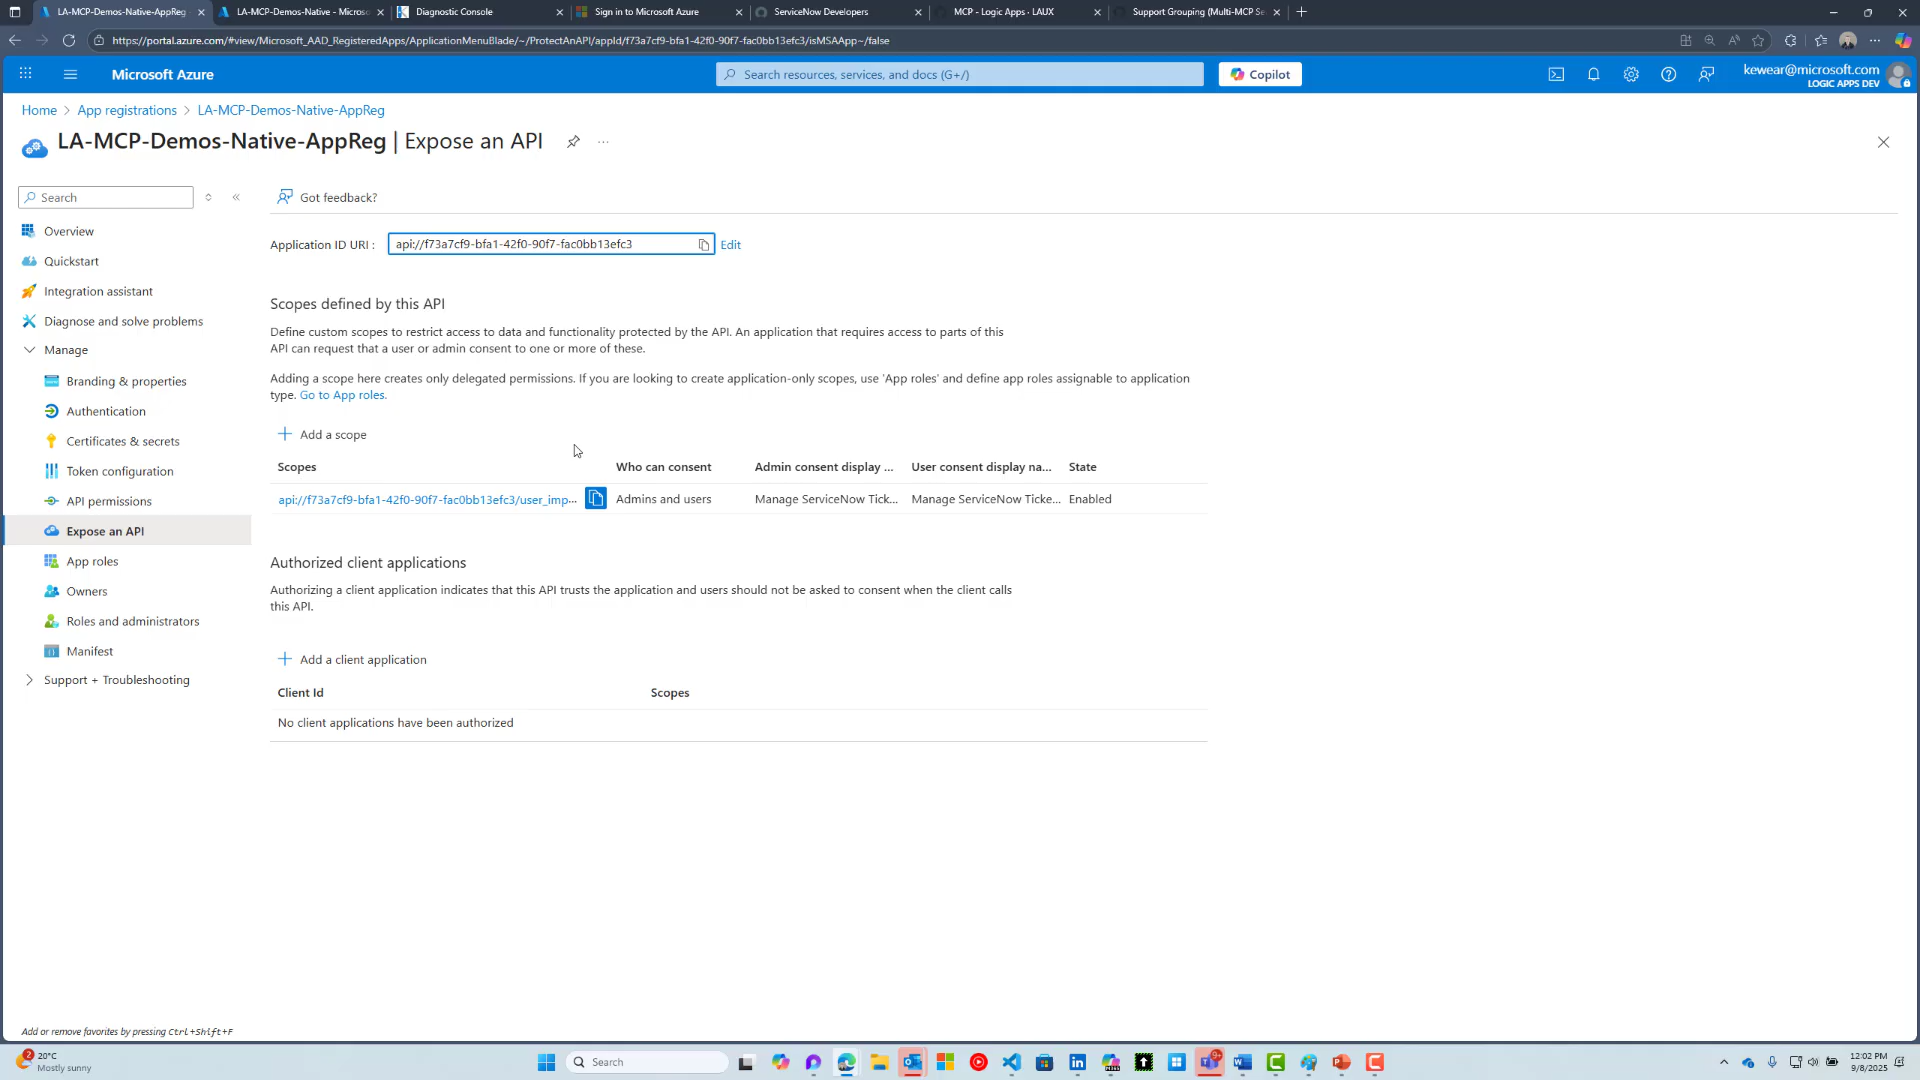 LA-MCP-Demos-Native-AppReg
LA-MCP-Demos-Native - Microso
Diagnostic Console
Sign in to Microsoft Azure
ServiceNow Developers
MCP - Logic Apps · LAUX
Support Grouping (Multi-MCP Se
https://portal.azure.com/#view/Microsoft_AAD_RegisteredApps/ApplicationMenuBlade/~/ProtectAnAPI/appId/f73a7cf9-bfa1-42f0-90f7-fac0bb13efc3/isMSAApp~/false
Microsoft Azure
Search resources, services, and docs (G+/)
Copilot
kewear@microsoft.com
LOGIC APPS DEV
Home > App registrations > LA-MCP-Demos-Native-AppReg
LA-MCP-Demos-Native-AppReg | Expose an API
Search
Got feedback?
Overview
Quickstart
Integration assistant
Diagnose and solve problems
Manage
Branding & properties
Authentication
Certificates & secrets
Token configuration
API permissions
Expose an API
App roles
Owners
Roles and administrators
Manifest
Support + Troubleshooting
Application ID URI :
api://f73a7cf9-bfa1-42f0-90f7-fac0bb13efc3
Edit
Scopes defined by this API
Define custom scopes to restrict access to data and functionality protected by the API. An application that requires access to parts of this
API can request that a user or admin consent to one or more of these.
Adding a scope here creates only delegated permissions. If you are looking to create application-only scopes, use 'App roles' and define app roles assignable to application
type. Go to App roles.
Add a scope
Scopes
Who can consent
Admin consent display ...
User consent display na...
State
api://f73a7cf9-bfa1-42f0-90f7-fac0bb13efc3/user_imp...
Admins and users
Manage ServiceNow Tick...
Manage ServiceNow Ticke...
Enabled
Authorized client applications
Authorizing a client application indicates that this API trusts the application and users should not be asked to consent when the client calls
this API.
Add a client application
Client Id
Scopes
No client applications have been authorized
Add or remove favorites by pressing Ctrl+Shift+F
2
20°C
Mostly sunny
Search
9+
12:02 PM
9/8/2025